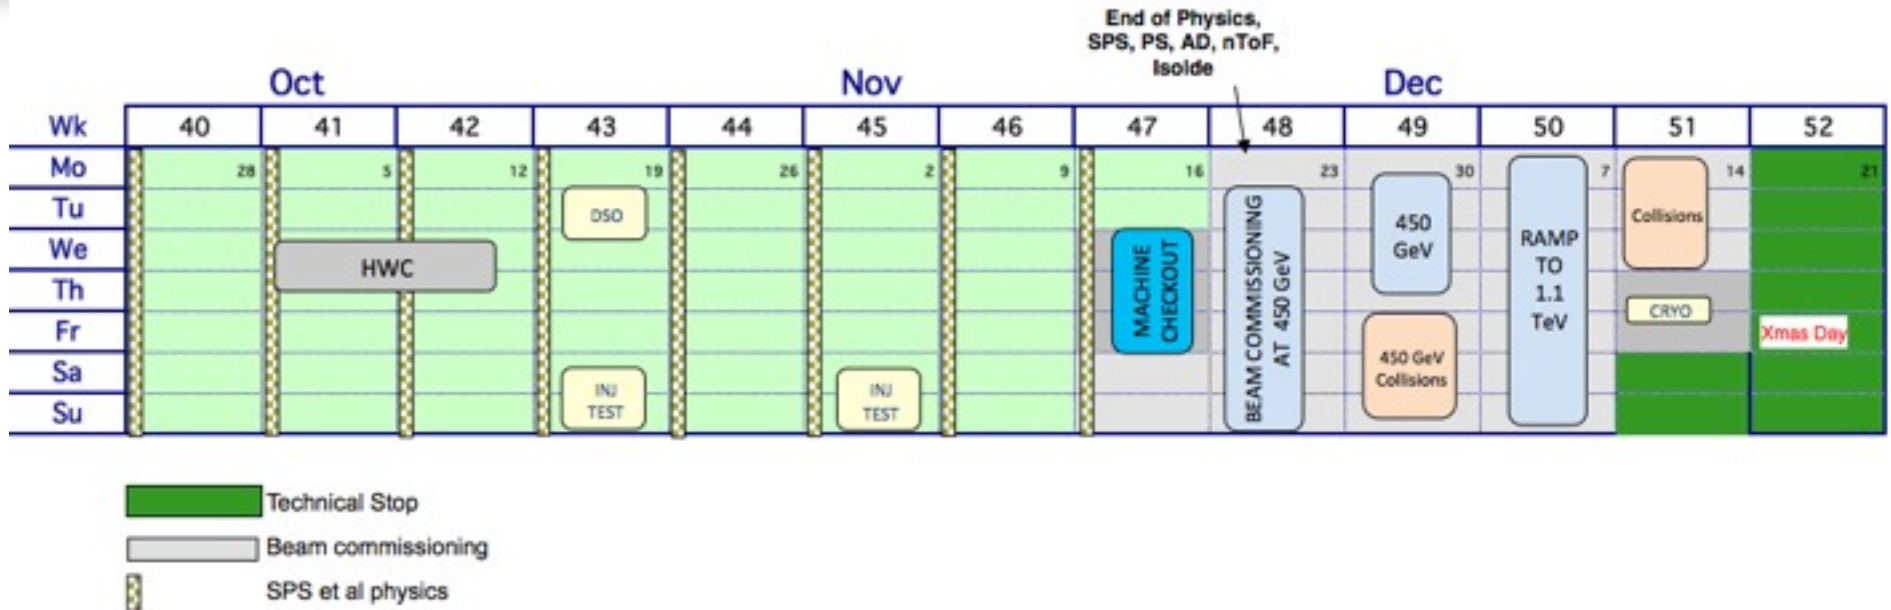 End of Physics,
SPS, PS, AD, nToF,
Isolde
Oct Nov Dec
Wk 40 41 42 43 44 45 46 47 48 49 50 51 52
Mo 28 5 12 19 26 2 9 16 23 30 7 14 21
Tu
We
Th
Fr
Sa
Su
HWC
DSO
INJ
TEST
INJ
TEST
MACHINE
CHECKOUT
BEAM COMMISSIONING
AT 450 GeV
450
GeV
450 GeV
Collisions
RAMP
TO
1.1
TeV
Collisions
CRYO
Xmas Day
Technical Stop
Beam commissioning
SPS et al physics